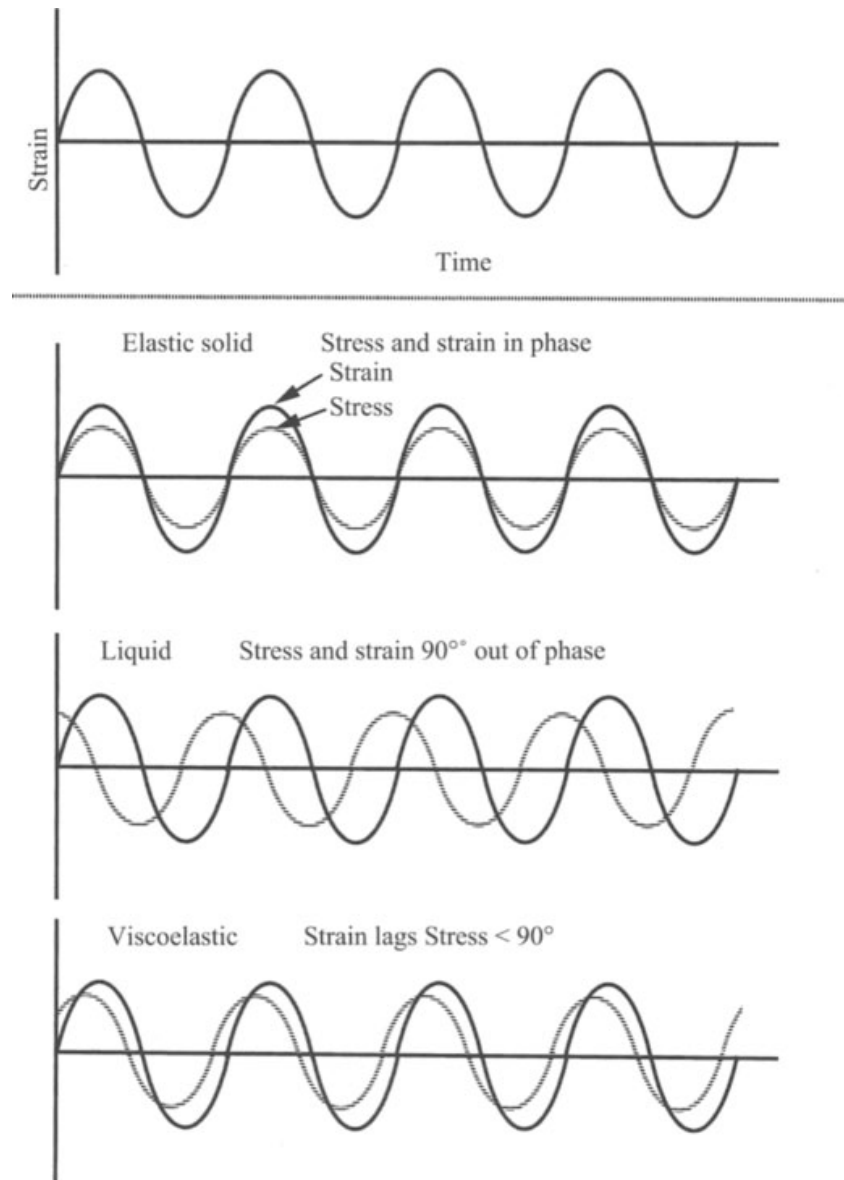 Strain
Time
Elastic solid Stress and strain in phase
Strain
Stress
Liquid Stress and strain 90°° out of phase
Viscoelastic Strain lags Stress < 90°